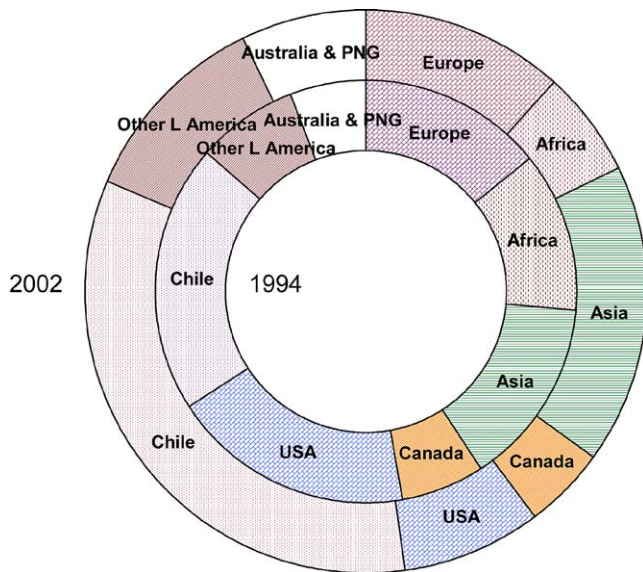 Australia & PNG
Europe
Other L America
Australia & PNG
Europe
Other L America
Africa
Africa
Chile
2002
1994
Asia
Asia
Chile
USA
Canada
Canada
USA